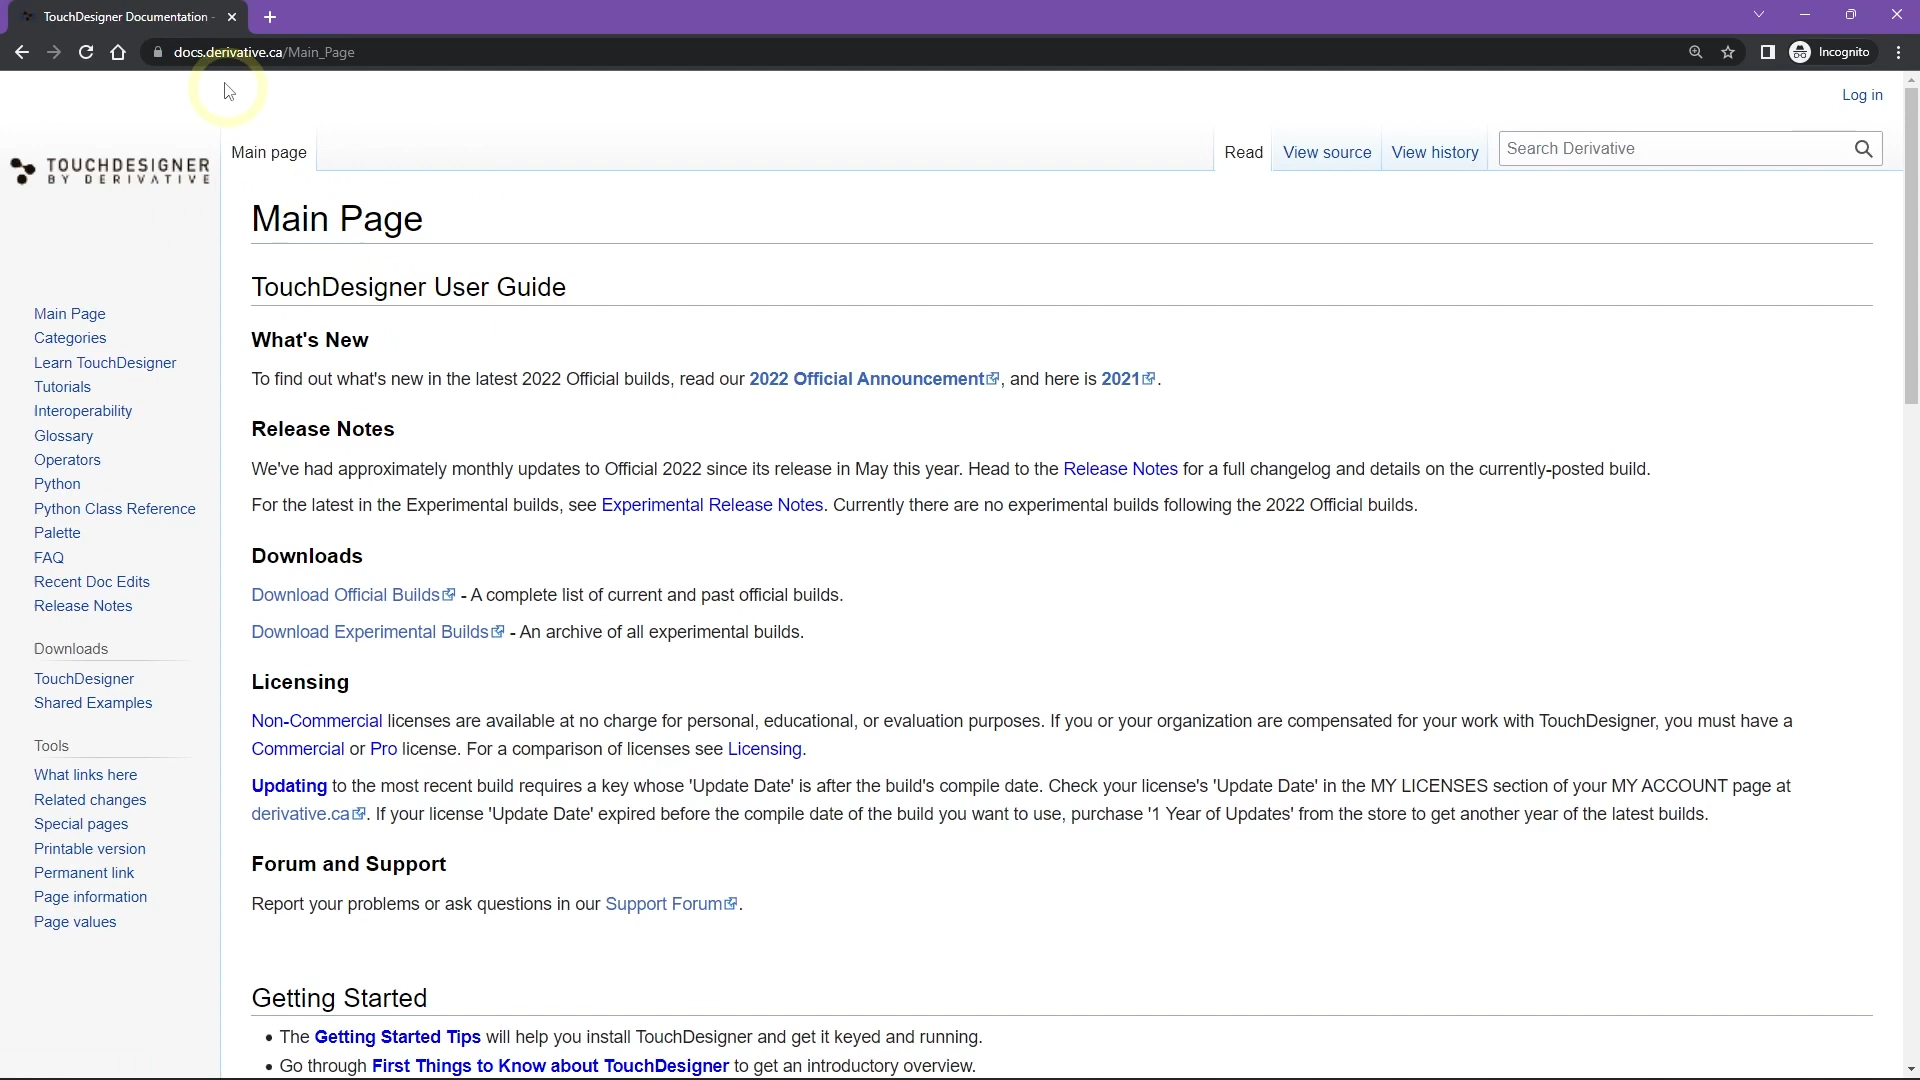 TouchDesigner Documentation -
docs.derivative.ca/Main_Page
Incognito
Log in
TOUCHDESIGNER
BY DERIVATIVE
Main page
Read
View source
View history
Search Derivative
Main Page
Categories
Learn TouchDesigner
Tutorials
Interoperability
Glossary
Operators
Python
Python Class Reference
Palette
FAQ
Recent Doc Edits
Release Notes
Downloads
TouchDesigner
Shared Examples
Tools
What links here
Related changes
Special pages
Printable version
Permanent link
Page information
Page values
Main Page
TouchDesigner User Guide
What's New
To find out what's new in the latest 2022 Official builds, read our 2022 Official Announcement, and here is 2021.
Release Notes
We've had approximately monthly updates to Official 2022 since its release in May this year. Head to the Release Notes for a full changelog and details on the currently-posted build.
For the latest in the Experimental builds, see Experimental Release Notes. Currently there are no experimental builds following the 2022 Official builds.
Downloads
Download Official Builds - A complete list of current and past official builds.
Download Experimental Builds - An archive of all experimental builds.
Licensing
Non-Commercial licenses are available at no charge for personal, educational, or evaluation purposes. If you or your organization are compensated for your work with TouchDesigner, you must have a
Commercial or Pro license. For a comparison of licenses see Licensing.
Updating to the most recent build requires a key whose 'Update Date' is after the build's compile date. Check your license's 'Update Date' in the MY LICENSES section of your MY ACCOUNT page at
derivative.ca. If your license 'Update Date' expired before the compile date of the build you want to use, purchase '1 Year of Updates' from the store to get another year of the latest builds.
Forum and Support
Report your problems or ask questions in our Support Forum.
Getting Started
• The Getting Started Tips will help you install TouchDesigner and get it keyed and running.
• Go through First Things to Know about TouchDesigner to get an introductory overview.